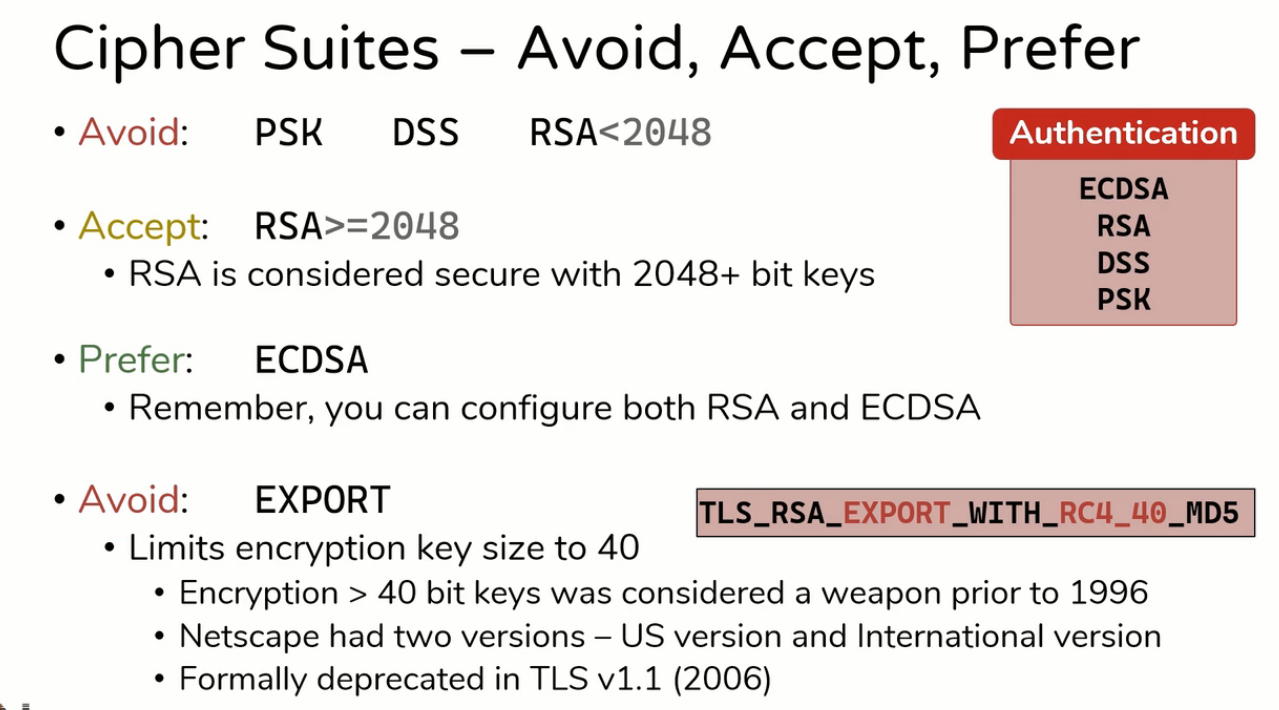 Cipher Suites – Avoid, Accept, Prefer
• Avoid: PSK DSS RSA<2048
Authentication
ECDSA
RSA
DSS
PSK
• Accept: RSA>=2048
• RSA is considered secure with 2048+ bit keys
• Prefer: ECDSA
• Remember, you can configure both RSA and ECDSA
• Avoid: EXPORT
TLS_RSA_EXPORT_WITH_RC4_40_MD5
• Limits encryption key size to 40
• Encryption > 40 bit keys was considered a weapon prior to 1996
• Netscape had two versions – US version and International version
• Formally deprecated in TLS v1.1 (2006)